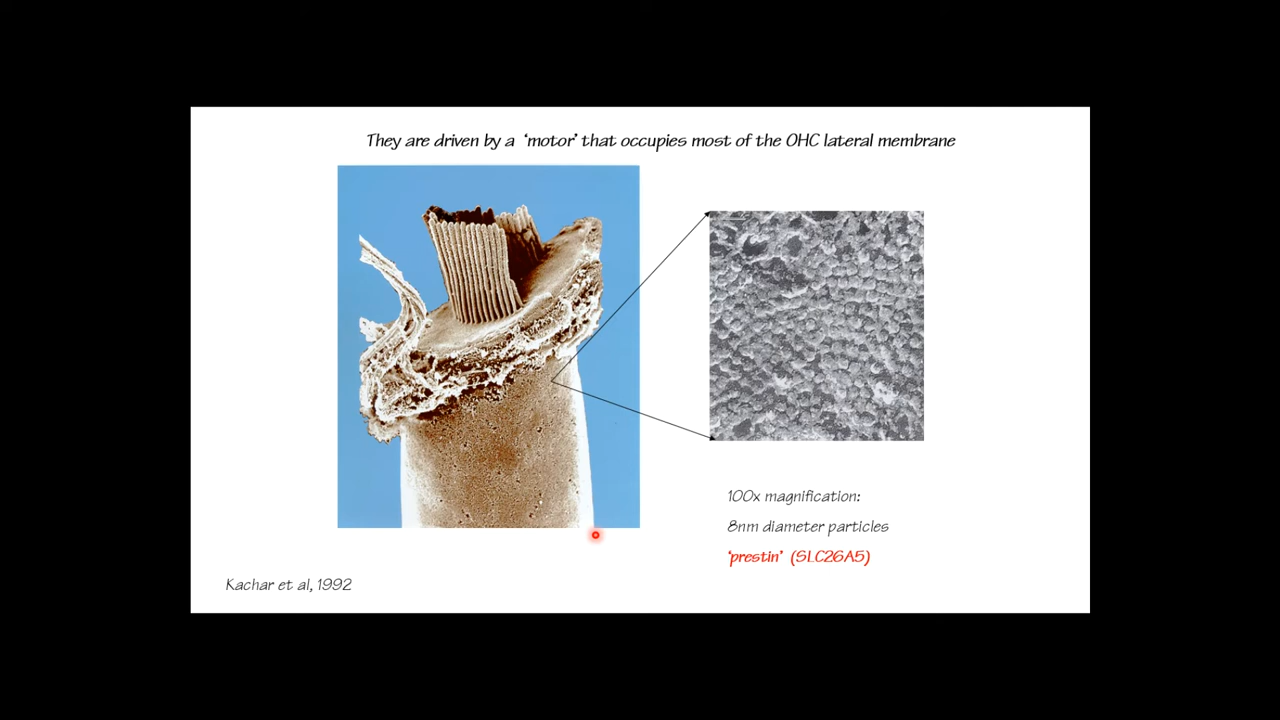 They are driven by a 'motor' that occupies most of the OHC lateral membrane
100x magnification:
8nm diameter particles
'prestin' (SLC26A5)
Kachar et al, 1992